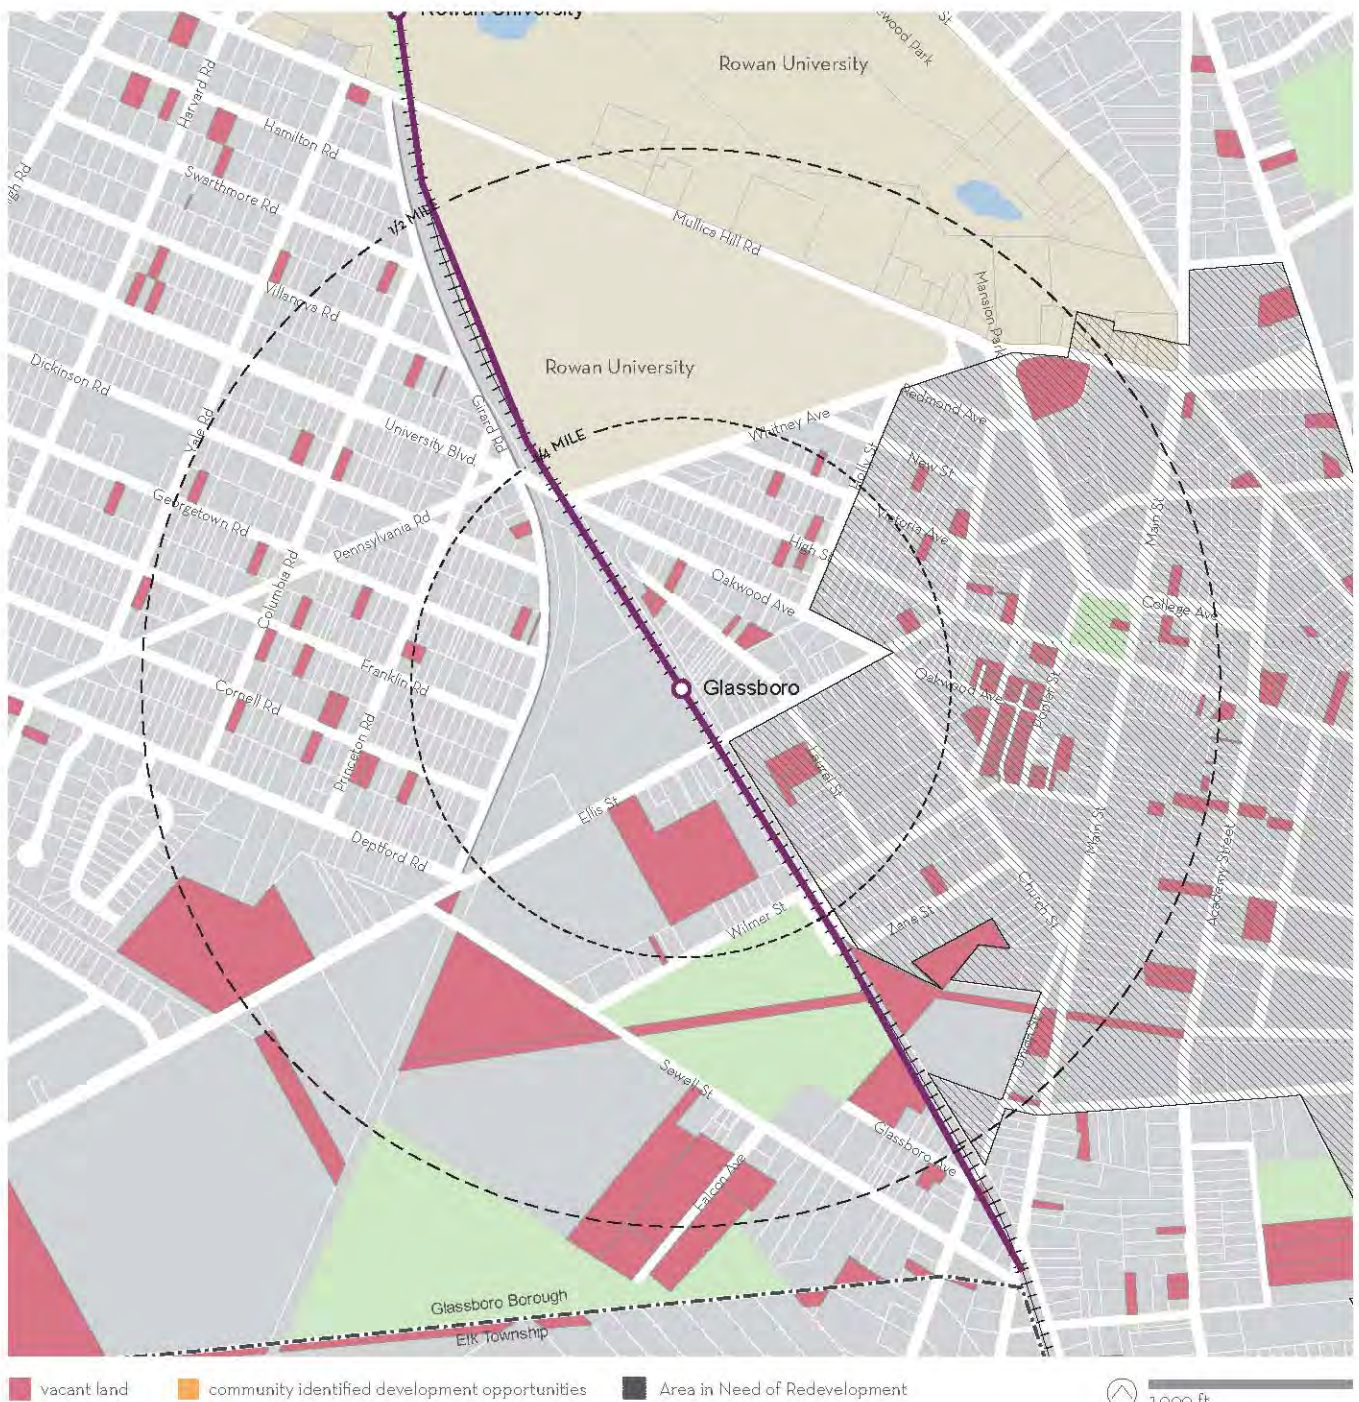 Rowan University
Rowan University
Harvard Rd
Hamilton Rd
Swarthmore Rd
1/2 MILE
Mullica Hill Rd
Mansion Park
Villanova Rd
Rowan University
Dickinson Rd
Redmond Ave
Yale Rd
Girard Rd
University Blvd.
Whitney Ave
MILE
Holly St
New St
Georgetown Rd
Pennsylvania Rd
Victoria Ave
Main St
High St
Columbia Rd
Oakwood Ave
College Ave
Franklin Rd
Glassboro
Oakwood Ave
Cornell Rd
Princeton Rd
Laurel St
Ellis St
Deptford Rd
Main St
Academy Street
Church St
Wilmer St
Zane St
Sewell St
Glassboro Ave
Falcon Ave
Glassboro Borough
Elk Township
vacant land
community identified development opportunities
Area in Need of Redevelopment